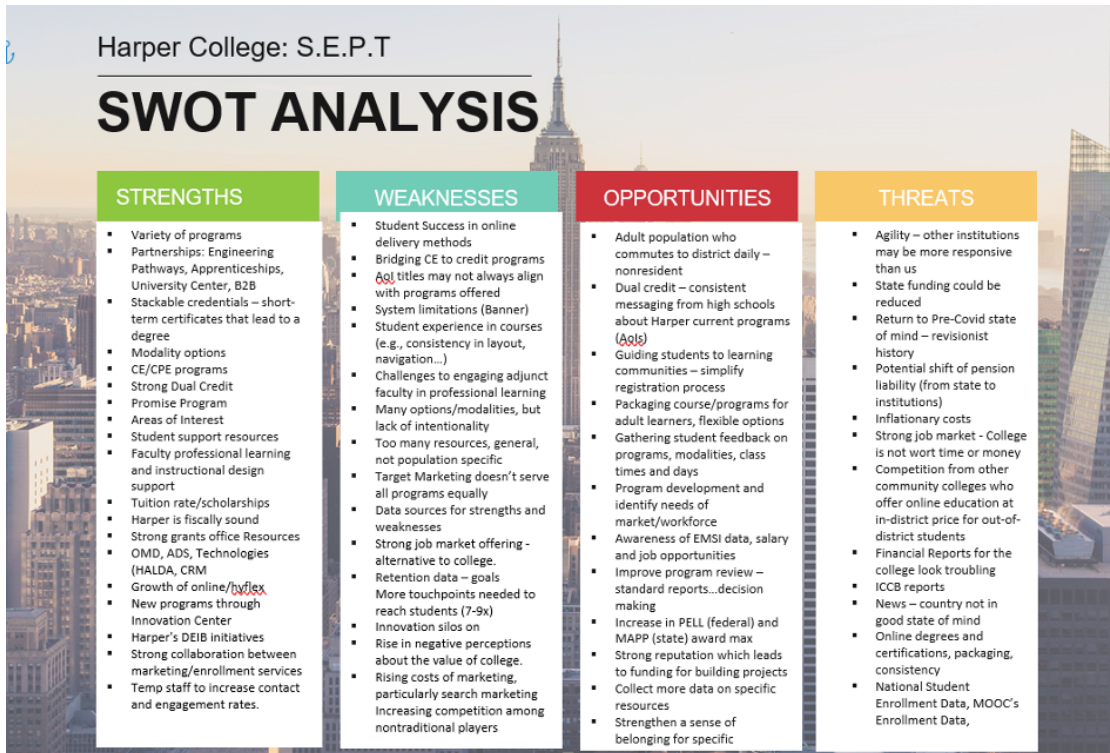 Harper College: S.E.P.T
SWOT ANALYSIS
STRENGTHS
▪ Variety of programs
▪ Partnerships: Engineering
Pathways, Apprenticeships,
University Center, B2B
▪ Stackable credentials – short-
term certificates that lead to a
degree
▪ Modality options
▪ CE/CPE programs
▪ Strong Dual Credit
▪ Promise Program
▪ Areas of Interest
▪ Student support resources
▪ Faculty professional learning
and instructional design
support
▪ Tuition rate/scholarships
▪ Harper is fiscally sound
▪ Strong grants office Resources
▪ OMD, ADS, Technologies
(HALDA, CRM
▪ Growth of online/hyflex
▪ New programs through
Innovation Center
▪ Harper's DEIB initiatives
▪ Strong collaboration between
marketing/enrollment services
▪ Temp staff to increase contact
and engagement rates.
WEAKNESSES
▪ Student Success in online
delivery methods
▪ Bridging CE to credit programs
▪ AoI titles may not always align
with programs offered
▪ System limitations (Banner)
▪ Student experience in courses
(e.g., consistency in layout,
navigation...)
▪ Challenges to engaging adjunct
faculty in professional learning
▪ Many options/modalities, but
lack of intentionality
▪ Too many resources, general,
not population specific
▪ Target Marketing doesn't serve
all programs equally
▪ Data sources for strengths and
weaknesses
▪ Strong job market offering -
alternative to college.
▪ Retention data – goals
More touchpoints needed to
reach students (7-9x)
▪ Innovation silos on
▪ Rise in negative perceptions
about the value of college.
▪ Rising costs of marketing,
particularly search marketing
Increasing competition among
nontraditional players
OPPORTUNITIES
▪ Adult population who
commutes to district daily –
nonresident
▪ Dual credit – consistent
messaging from high schools
about Harper current programs
(AoIs)
▪ Guiding students to learning
communities – simplify
registration process
▪ Packaging course/programs for
adult learners, flexible options
▪ Gathering student feedback on
programs, modalities, class
times and days
▪ Program development and
identify needs of
market/workforce
▪ Awareness of EMSI data, salary
and job opportunities
▪ Improve program review –
standard reports...decision
making
▪ Increase in PELL (federal) and
MAPP (state) award max
▪ Strong reputation which leads
to funding for building projects
▪ Collect more data on specific
resources
▪ Strengthen a sense of
belonging for specific
THREATS
▪ Agility – other institutions
may be more responsive
than us
▪ State funding could be
reduced
▪ Return to Pre-Covid state
of mind – revisionist
history
▪ Potential shift of pension
liability (from state to
institutions)
▪ Inflationary costs
▪ Strong job market - College
is not wort time or money
▪ Competition from other
community colleges who
offer online education at
in-district price for out-of-
district students
▪ Financial Reports for the
college look troubling
▪ ICCB reports
▪ News – country not in
good state of mind
▪ Online degrees and
certifications, packaging,
consistency
▪ National Student
Enrollment Data, MOOC's
Enrollment Data,